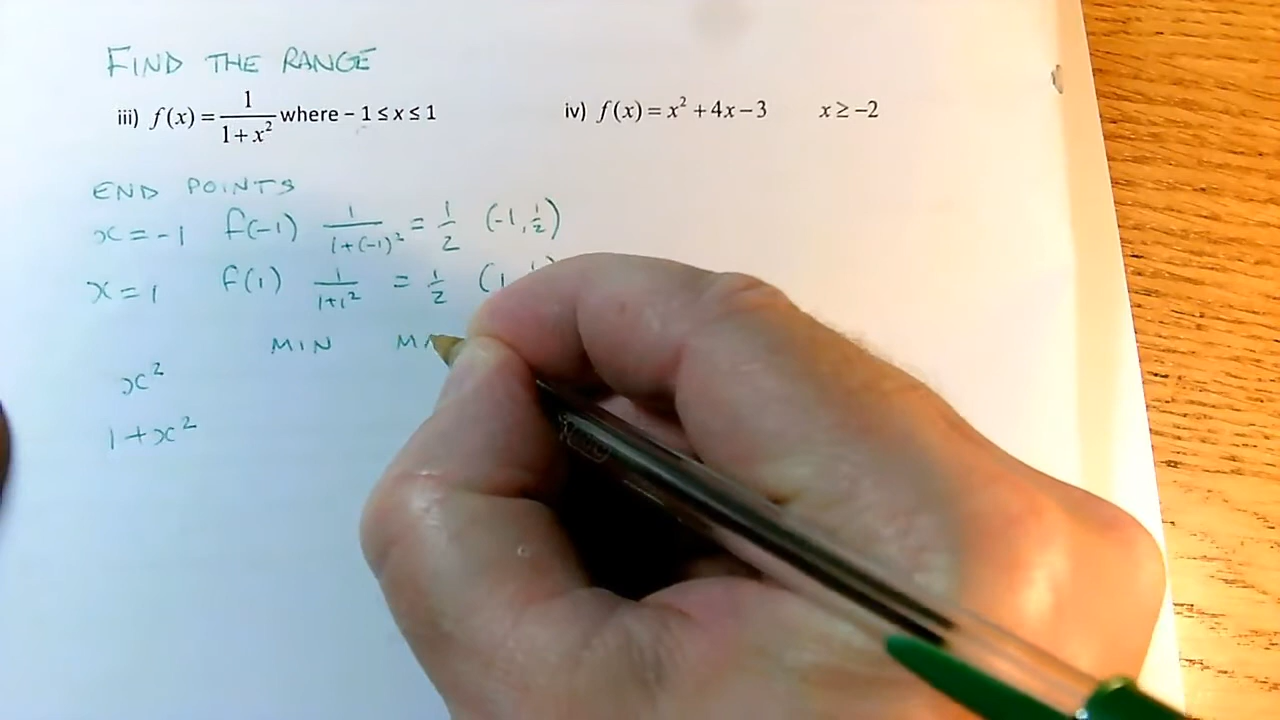 FIND THE RANGE
iii) f(x) = 1/(1+x²) where – 1 ≤ x ≤ 1
iv) f(x) = x² + 4x – 3 x ≥ –2
END POINTS
x = -1 f(-1) 1/(1+(-1)²) = 1/2 (-1, 1/2)
x = 1 f(1) 1/(1+1²) = 1/2 (1,
MIN MA
x²
1+x²